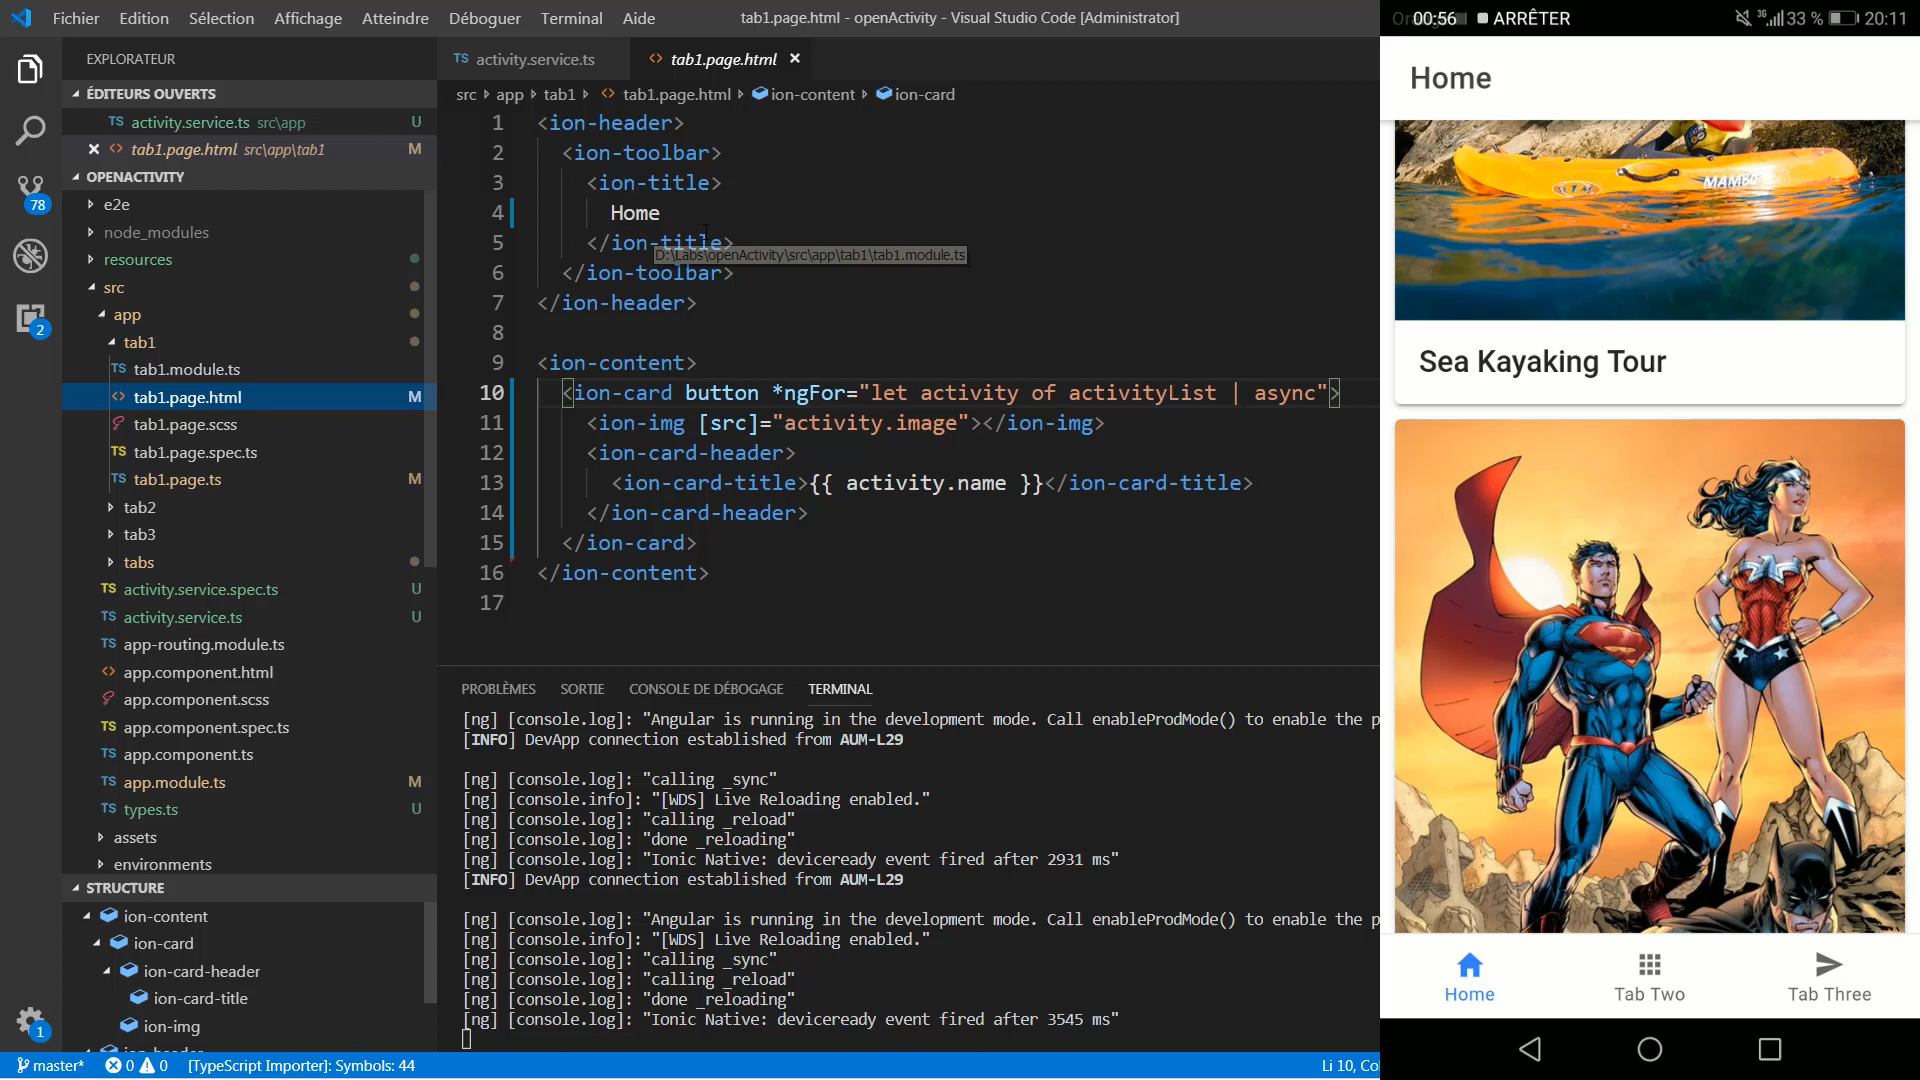 Fichier Edition Sélection Affichage Atteindre Déboguer Terminal Aide
tab1.page.html - openActivity - Visual Studio Code [Administrator]
EXPLORATEUR
ÉDITEURS OUVERTS
TS activity.service.ts src\app U
<> tab1.page.html src\app\tab1 M
OPENACTIVITY
e2e
node_modules
resources
src
app
tab1
TS tab1.module.ts
<> tab1.page.html M
tab1.page.scss
TS tab1.page.spec.ts
TS tab1.page.ts M
tab2
tab3
tabs
TS activity.service.spec.ts U
TS activity.service.ts U
TS app-routing.module.ts
<> app.component.html
app.component.scss
TS app.component.spec.ts
TS app.component.ts
TS app.module.ts M
TS types.ts U
assets
environments
STRUCTURE
ion-content
ion-card
ion-card-header
ion-card-title
ion-img
78
2
1
TS activity.service.ts
<> tab1.page.html
src app tab1 <> tab1.page.html ion-content ion-card
1 <ion-header>
2 <ion-toolbar>
3 <ion-title>
4 Home
5 </ion-title>
D:\Labs\openActivity\src\app\tab1\tab1.module.ts
6 </ion-toolbar>
7 </ion-header>
8
9 <ion-content>
10 <ion-card button *ngFor="let activity of activityList | async">
11 <ion-img [src]="activity.image"></ion-img>
12 <ion-card-header>
13 <ion-card-title>{{ activity.name }}</ion-card-title>
14 </ion-card-header>
15 </ion-card>
16 </ion-content>
17
PROBLÈMES SORTIE CONSOLE DE DÉBOGAGE TERMINAL
[ng] [console.log]: "Angular is running in the development mode. Call enableProdMode() to enable the p
[INFO] DevApp connection established from AUM-L29
[ng] [console.log]: "calling _sync"
[ng] [console.info]: "[WDS] Live Reloading enabled."
[ng] [console.log]: "calling _reload"
[ng] [console.log]: "done _reloading"
[ng] [console.log]: "Ionic Native: deviceready event fired after 2931 ms"
[INFO] DevApp connection established from AUM-L29
[ng] [console.log]: "Angular is running in the development mode. Call enableProdMode() to enable the p
[ng] [console.info]: "[WDS] Live Reloading enabled."
[ng] [console.log]: "calling _sync"
[ng] [console.log]: "calling _reload"
[ng] [console.log]: "done _reloading"
[ng] [console.log]: "Ionic Native: deviceready event fired after 3545 ms"
master* 0 0 [TypeScript Importer]: Symbols: 44
Li 10, Co
00:56 ARRÊTER 3G 33 % 20:11
Home
MAMBO
Sea Kayaking Tour
Home Tab Two Tab Three